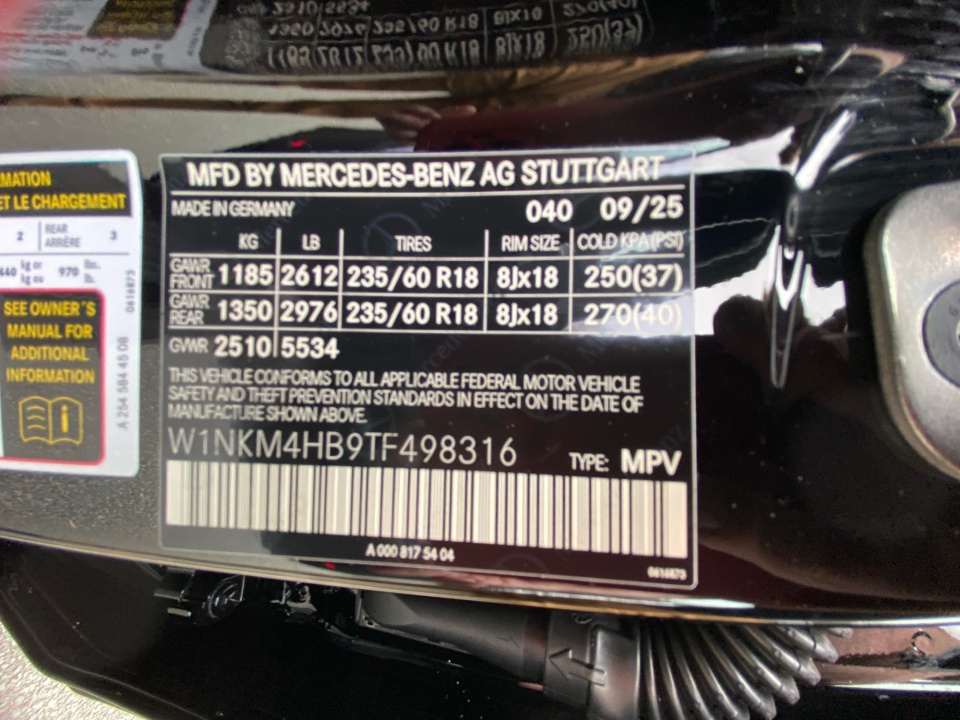 MATION
ET LE CHARGEMENT
2 REAR ARRIÈRE 3
440 kg or kg ou 970 lbs. lb.
SEE OWNER´S
MANUAL FOR
ADDITIONAL
INFORMATION
0616873
A 254 584 45 08
MFD BY MERCEDES-BENZ AG STUTTGART
MADE IN GERMANY 040 09/25
KG LB TIRES RIM SIZE COLD KPA (PSI)
GAWR FRONT 1185 2612 235/60 R18 8Jx18 250(37)
GAWR REAR 1350 2976 235/60 R18 8Jx18 270(40)
GVWR 2510 5534
THIS VEHICLE CONFORMS TO ALL APPLICABLE FEDERAL MOTOR VEHICLE
SAFETY AND THEFT PREVENTION STANDARDS IN EFFECT ON THE DATE OF
MANUFACTURE SHOWN ABOVE.
W1NKM4HB9TF498316 TYPE: MPV
A 000 817 54 04
0616873